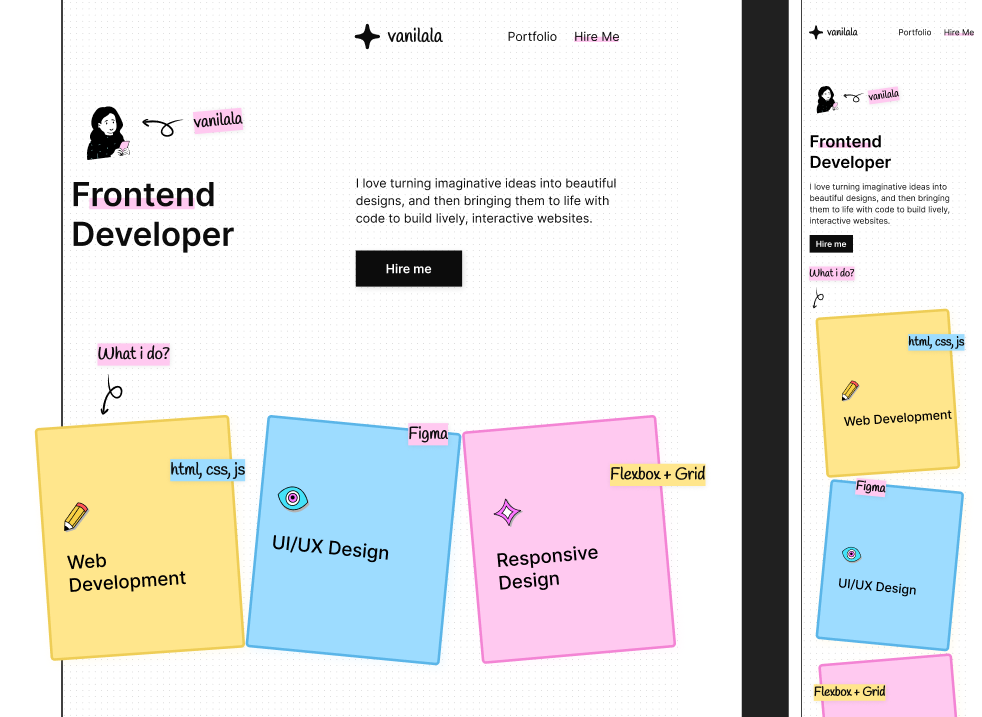 vanilala
Portfolio
Hire Me
vanilala
Frontend
Developer
I love turning imaginative ideas into beautiful
designs, and then bringing them to life with
code to build lively, interactive websites.
Hire me
What i do?
html, css, js
Web
Development
Figma
UI/UX Design
Flexbox + Grid
Responsive
Design
vanilala
Portfolio
Hire Me
vanilala
Frontend
Developer
I love turning imaginative ideas into
beautiful designs, and then bringing
them to life with code to build lively,
interactive websites.
Hire me
What i do?
html, css, js
Web Development
Figma
UI/UX Design
Flexbox + Grid